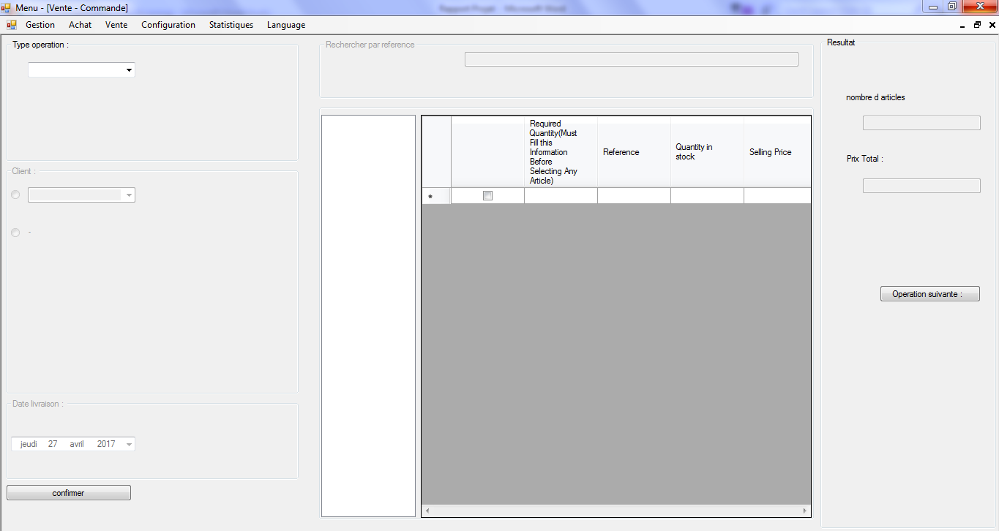 Menu - [Vente - Commande]
Rapport Projet - Microsoft Word
Gestion Achat Vente Configuration Statistiques Language
Type operation :
Client :
-
Date livraison :
jeudi 27 avril 2017
confirmer
Rechercher par reference
Required
Quantity(Must
Fill this
Information
Before
Selecting Any
Article)
Reference
Quantity in
stock
Selling Price
*
Resultat
nombre d articles
Prix Total :
Operation suivante :